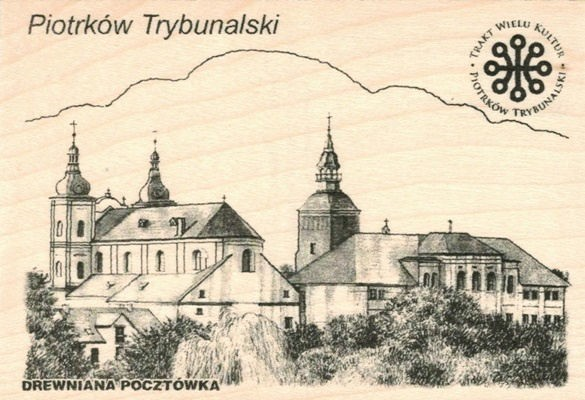 Piotrków Trybunalski
• TRAKT WIELU KULTUR •
PIOTRKÓW TRYBUNALSKI
DREWNIANA POCZTÓWKA